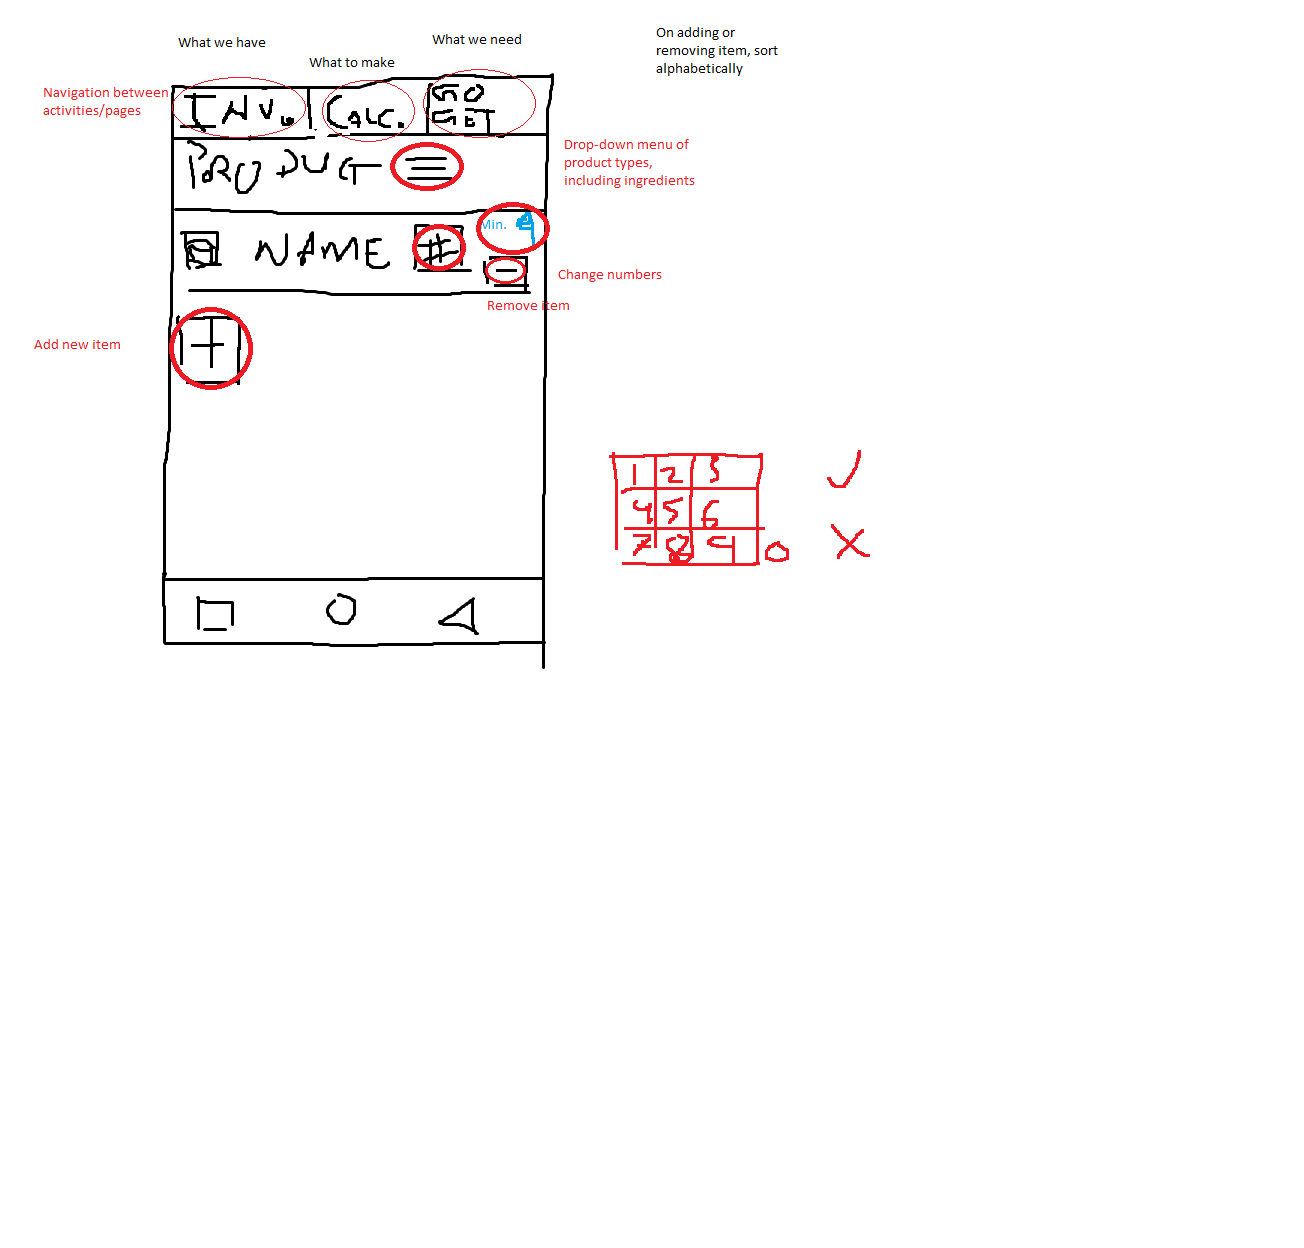 What we have
What to make
What we need
On adding or
removing item, sort
alphabetically
Navigation between
activities/pages
INV.
CALC.
GO
GET
PRODUCT
Drop-down menu of
product types,
including ingredients
NAME
#
Min.
Change numbers
Remove item
Add new item
1 2 3
4 5 6
7 8 9 0